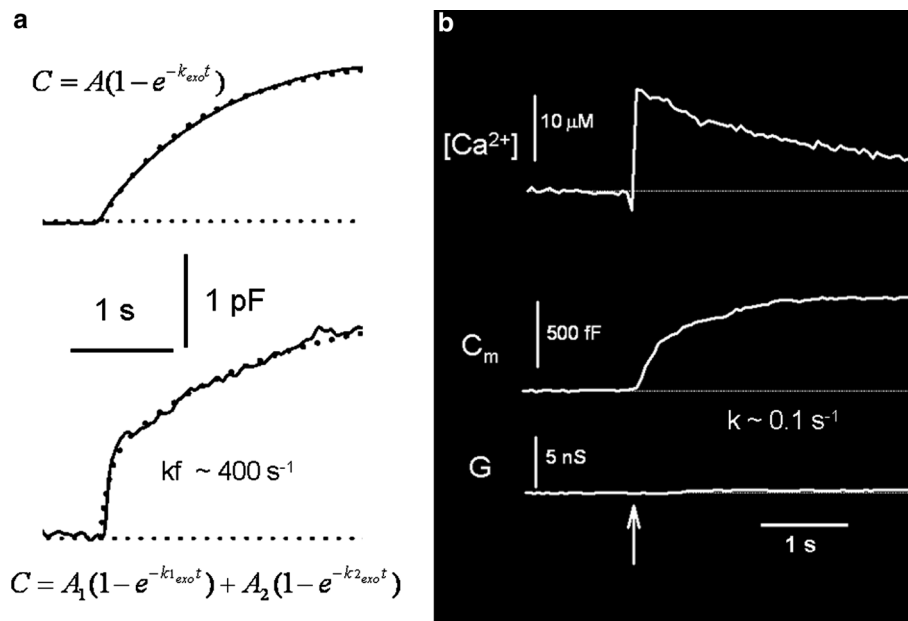 a
C = A(1 − e^{−k_{exo}t})
1 s
1 pF
kf ~ 400 s⁻¹
C = A₁(1 − e^{−k1_{exo}t}) + A₂(1 − e^{−k2_{exo}t})
b
10 µM
[Ca²⁺]
500 fF
Cₘ
k ~ 0.1 s⁻¹
5 nS
G
1 s